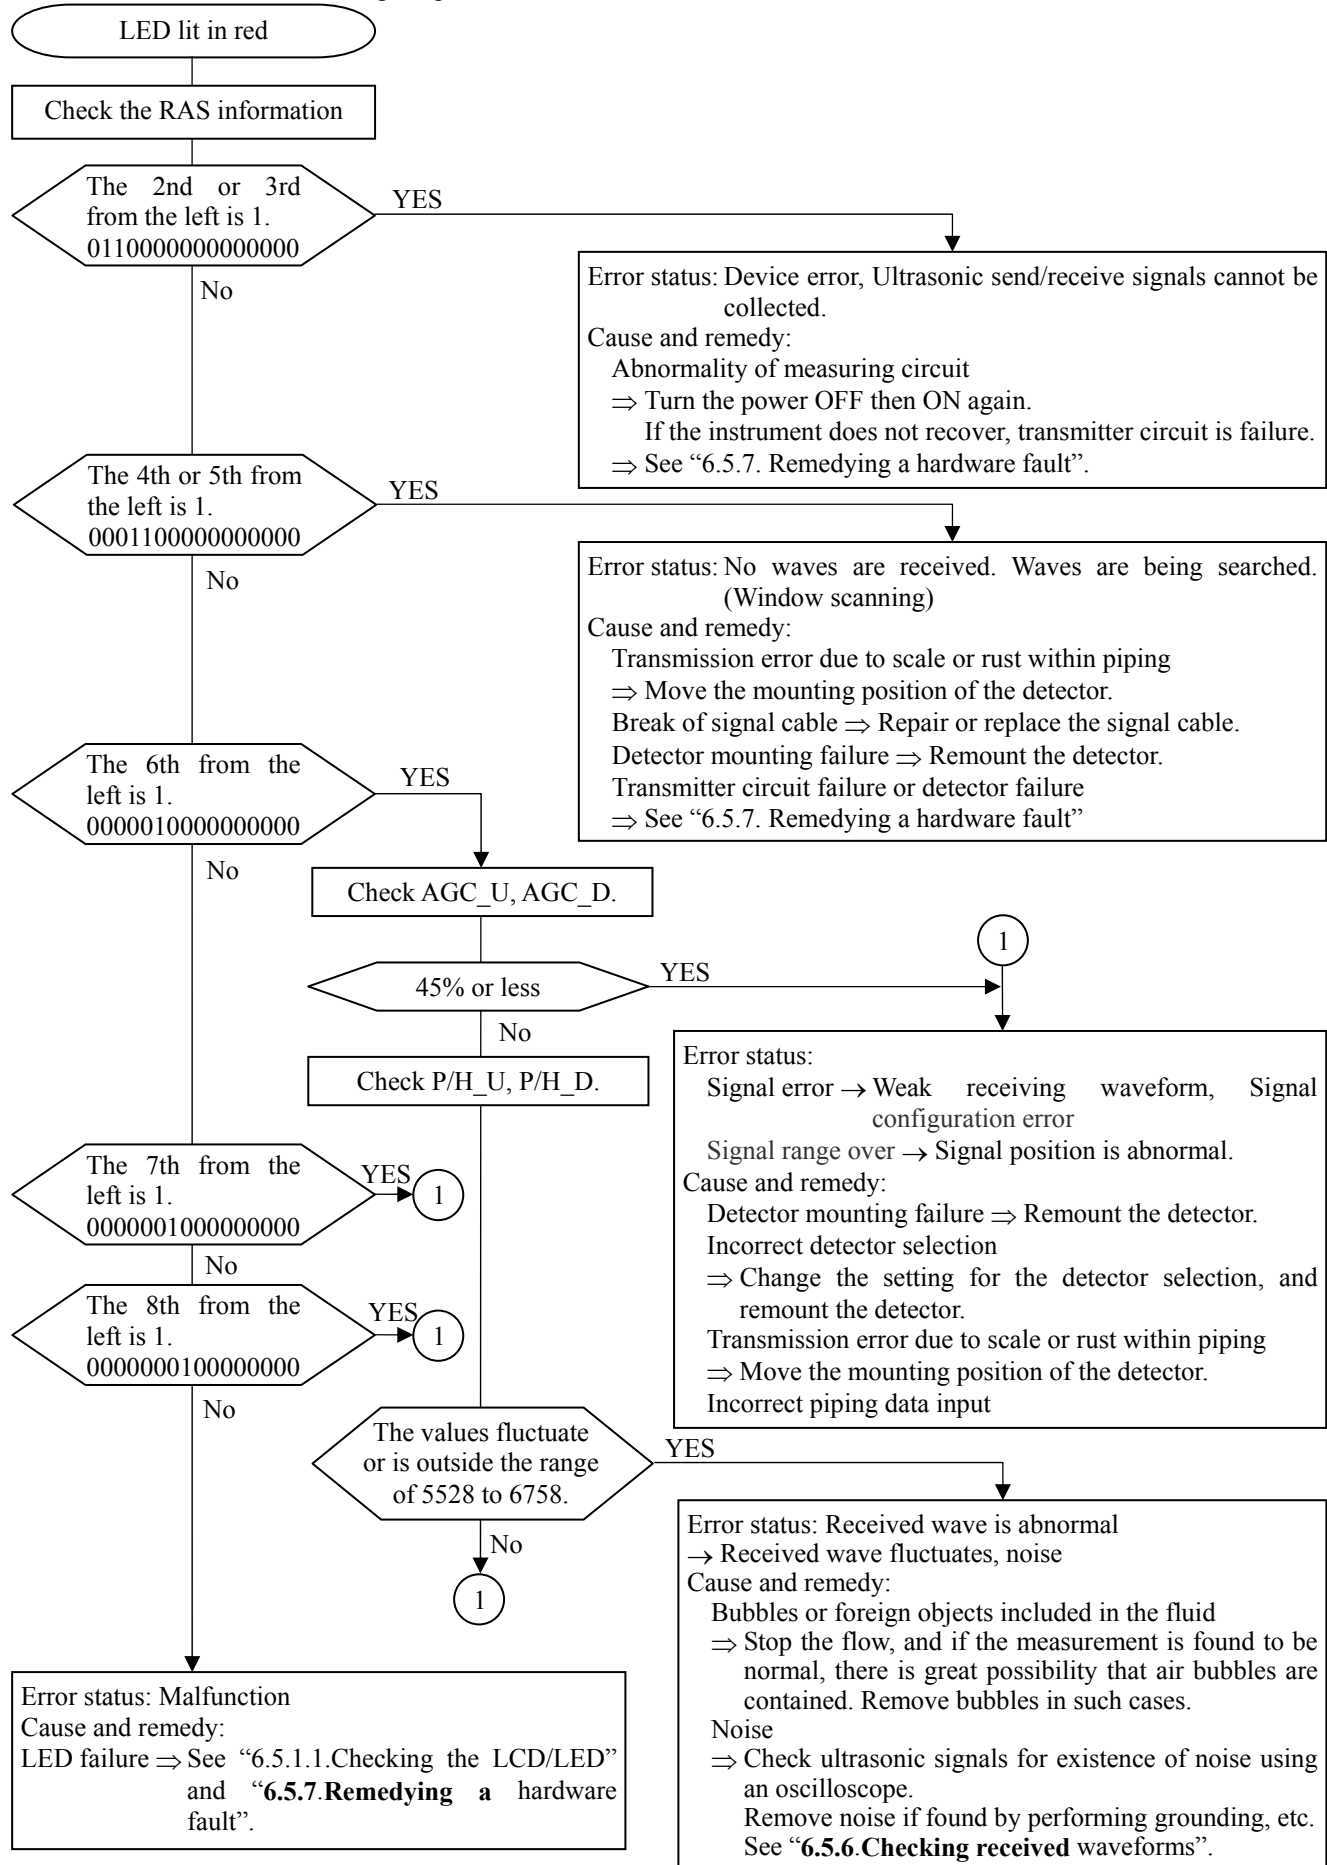 LED lit in red
Check the RAS information
The 2nd or 3rd
from the left is 1.
0110000000000000
YES
No
Error status: Device error, Ultrasonic send/receive signals cannot be
collected.
Cause and remedy:
Abnormality of measuring circuit
⇒ Turn the power OFF then ON again.
If the instrument does not recover, transmitter circuit is failure.
⇒ See “6.5.7. Remedying a hardware fault”.
The 4th or 5th from
the left is 1.
0001100000000000
YES
No
Error status: No waves are received. Waves are being searched.
(Window scanning)
Cause and remedy:
Transmission error due to scale or rust within piping
⇒ Move the mounting position of the detector.
Break of signal cable ⇒ Repair or replace the signal cable.
Detector mounting failure ⇒ Remount the detector.
Transmitter circuit failure or detector failure
⇒ See “6.5.7. Remedying a hardware fault”
The 6th from the
left is 1.
0000010000000000
YES
No
Check AGC_U, AGC_D.
45% or less
YES
No
1
Check P/H_U, P/H_D.
Error status:
Signal error → Weak receiving waveform, Signal
configuration error
Signal range over → Signal position is abnormal.
Cause and remedy:
Detector mounting failure ⇒ Remount the detector.
Incorrect detector selection
⇒ Change the setting for the detector selection, and
remount the detector.
Transmission error due to scale or rust within piping
⇒ Move the mounting position of the detector.
Incorrect piping data input
The 7th from the
left is 1.
0000001000000000
YES
1
No
The 8th from the
left is 1.
0000000100000000
YES
1
No
The values fluctuate
or is outside the range
of 5528 to 6758.
YES
No
1
Error status: Received wave is abnormal
→ Received wave fluctuates, noise
Cause and remedy:
Bubbles or foreign objects included in the fluid
⇒ Stop the flow, and if the measurement is found to be
normal, there is great possibility that air bubbles are
contained. Remove bubbles in such cases.
Noise
⇒ Check ultrasonic signals for existence of noise using
an oscilloscope.
Remove noise if found by performing grounding, etc.
See “6.5.6.Checking received waveforms”.
Error status: Malfunction
Cause and remedy:
LED failure ⇒ See “6.5.1.1.Checking the LCD/LED”
and “6.5.7.Remedying a hardware
fault”.